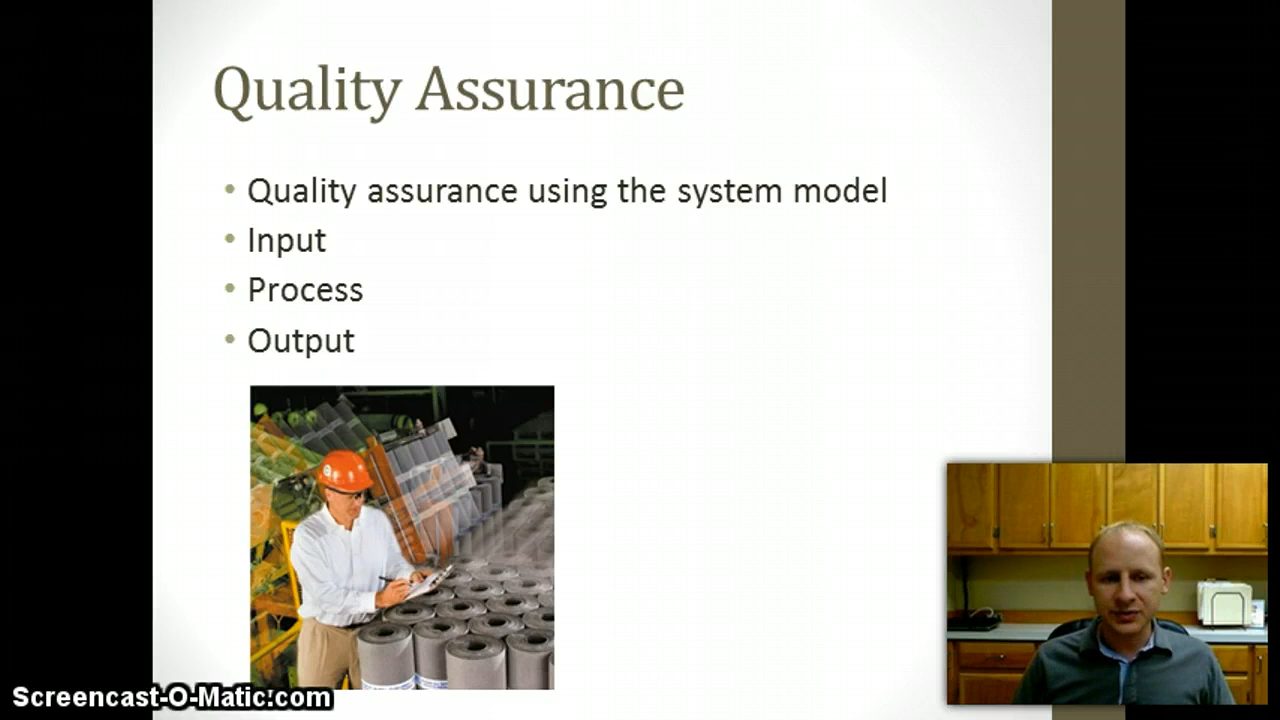 Quality Assurance
• Quality assurance using the system model
• Input
• Process
• Output
Screencast-O-Matic.com